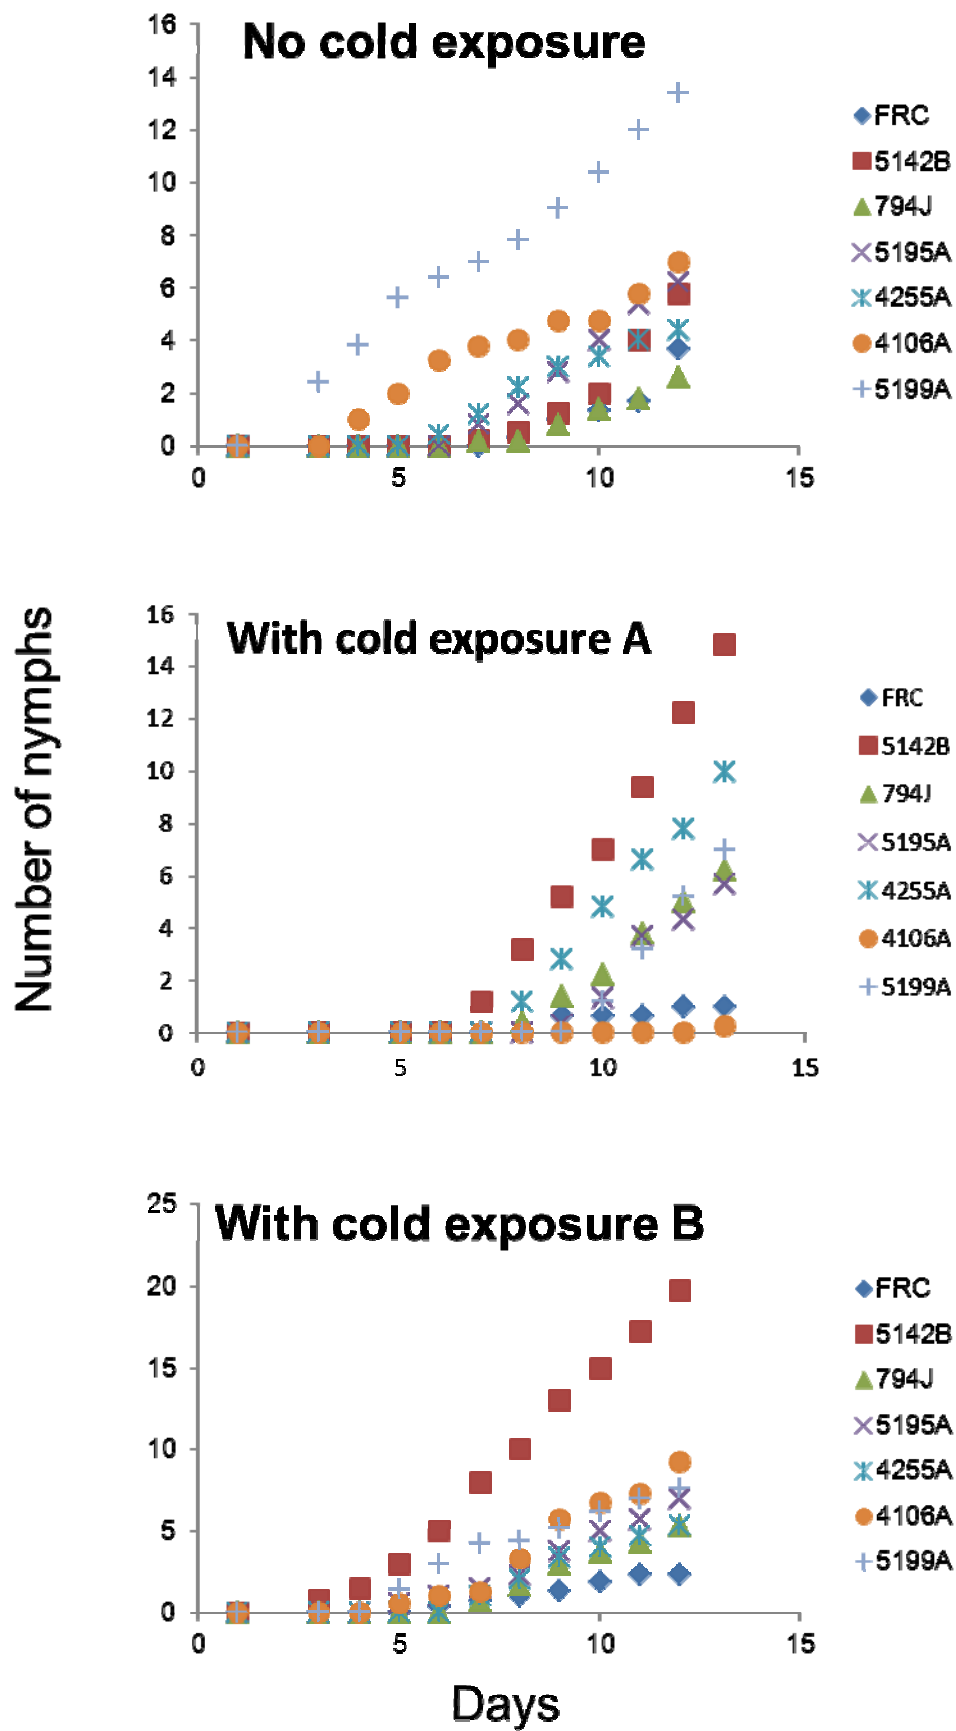 No cold exposure
16
14
12
10
8
6
4
2
0
0 5 10 15
FRC
5142B
794J
5195A
4255A
4106A
5199A
Number of nymphs
With cold exposure A
16
14
12
10
8
6
4
2
0
0 5 10 15
FRC
5142B
794J
5195A
4255A
4106A
5199A
With cold exposure B
25
20
15
10
5
0
0 5 10 15
FRC
5142B
794J
5195A
4255A
4106A
5199A
Days